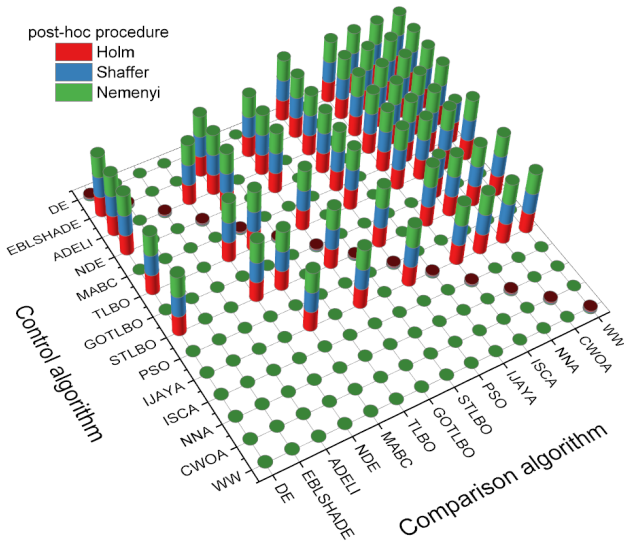 post-hoc procedure
Holm
Shaffer
Nemenyi
DE
EBLSHADE
ADELI
NDE
MABC
TLBO
GOTLBO
STLBO
PSO
IJAYA
ISCA
NNA
CWOA
WW
Control algorithm
DE
EBLSHADE
ADELI
NDE
MABC
TLBO
GOTLBO
STLBO
PSO
IJAYA
ISCA
NNA
CWOA
WW
Comparison algorithm